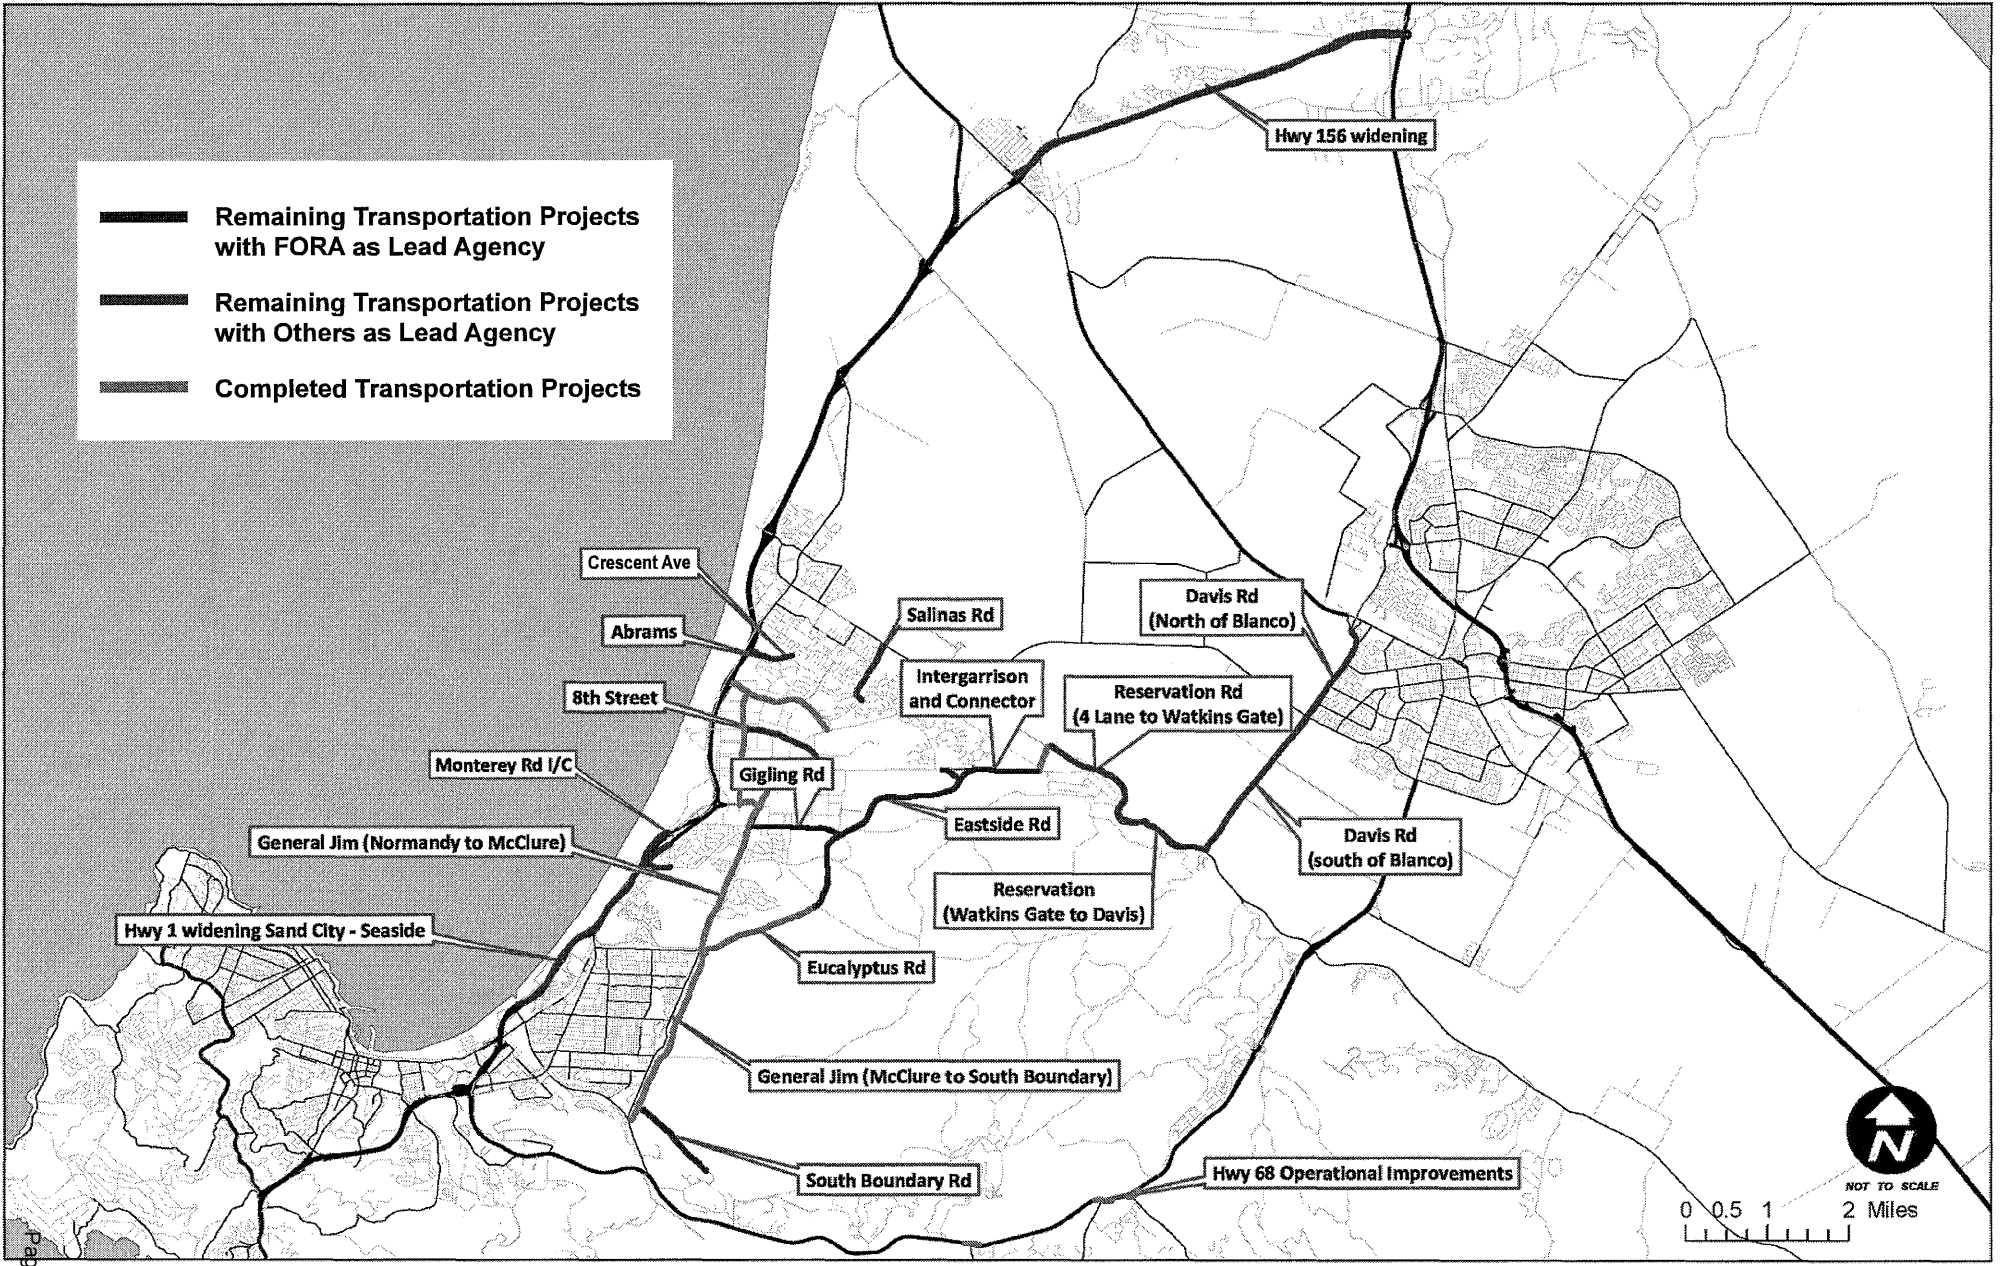 Hwy 156 widening
Remaining Transportation Projects
with FORA as Lead Agency
Remaining Transportation Projects
with Others as Lead Agency
Completed Transportation Projects
Crescent Ave
Abrams
Salinas Rd
Davis Rd
(North of Blanco)
8th Street
Intergarrison
and Connector
Reservation Rd
(4 Lane to Watkins Gate)
Monterey Rd I/C
Gigling Rd
General Jim (Normandy to McClure)
Eastside Rd
Davis Rd
(south of Blanco)
Reservation
(Watkins Gate to Davis)
Hwy 1 widening Sand City - Seaside
Eucalyptus Rd
General Jim (McClure to South Boundary)
South Boundary Rd
Hwy 68 Operational Improvements
N
NOT TO SCALE
0 0.5 1 2 Miles
Pag